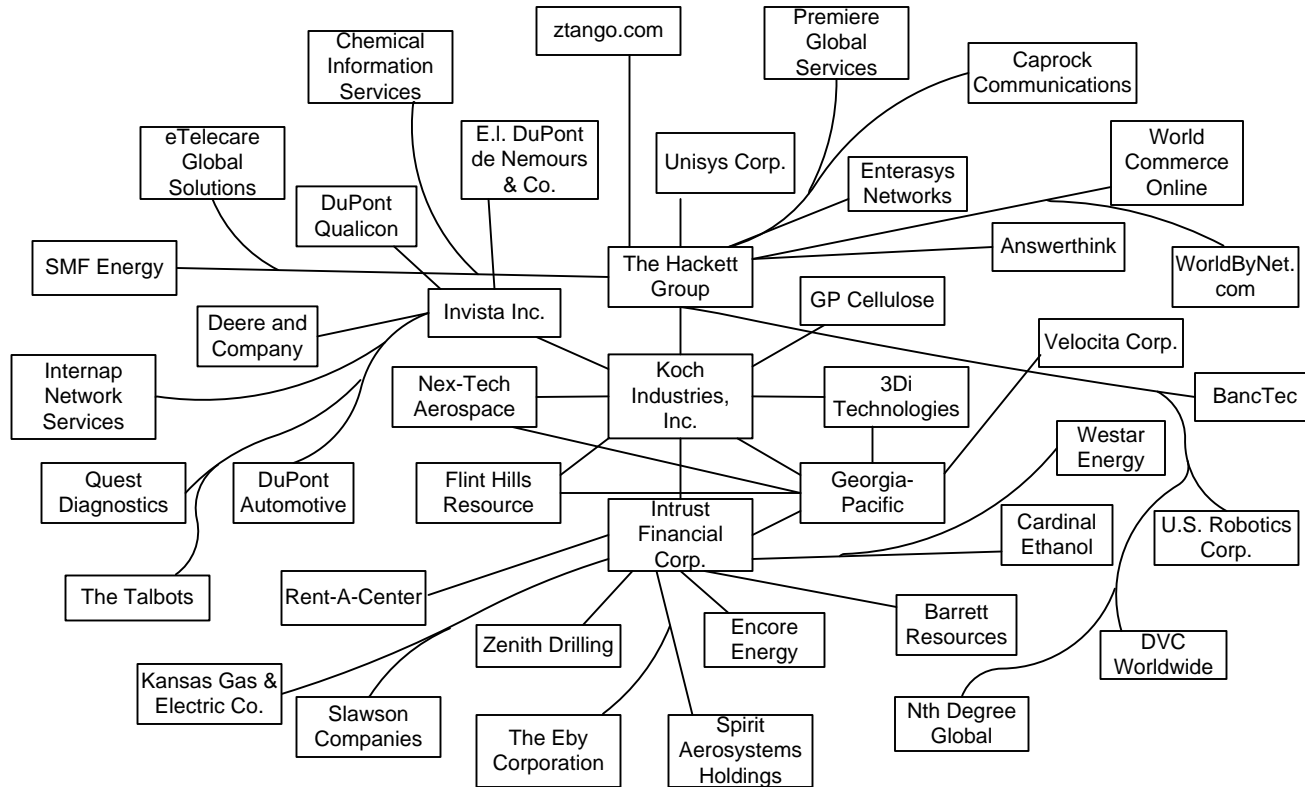 ztango.com
Premiere
Global
Services
Chemical
Information
Services
Caprock
Communications
eTelecare
Global
Solutions
E.I. DuPont
de Nemours
& Co.
Unisys Corp.
World
Commerce
Online
Enterasys
Networks
DuPont
Qualicon
SMF Energy
The Hackett
Group
Answerthink
WorldByNet.
com
Invista Inc.
GP Cellulose
Deere and
Company
Velocita Corp.
Internap
Network
Services
Nex-Tech
Aerospace
Koch
Industries,
Inc.
3Di
Technologies
BancTec
Westar
Energy
Quest
Diagnostics
DuPont
Automotive
Flint Hills
Resource
Georgia-
Pacific
Intrust
Financial
Corp.
Cardinal
Ethanol
U.S. Robotics
Corp.
The Talbots
Rent-A-Center
Zenith Drilling
Encore
Energy
Barrett
Resources
DVC
Worldwide
Kansas Gas &
Electric Co.
Slawson
Companies
The Eby
Corporation
Spirit
Aerosystems
Holdings
Nth Degree
Global